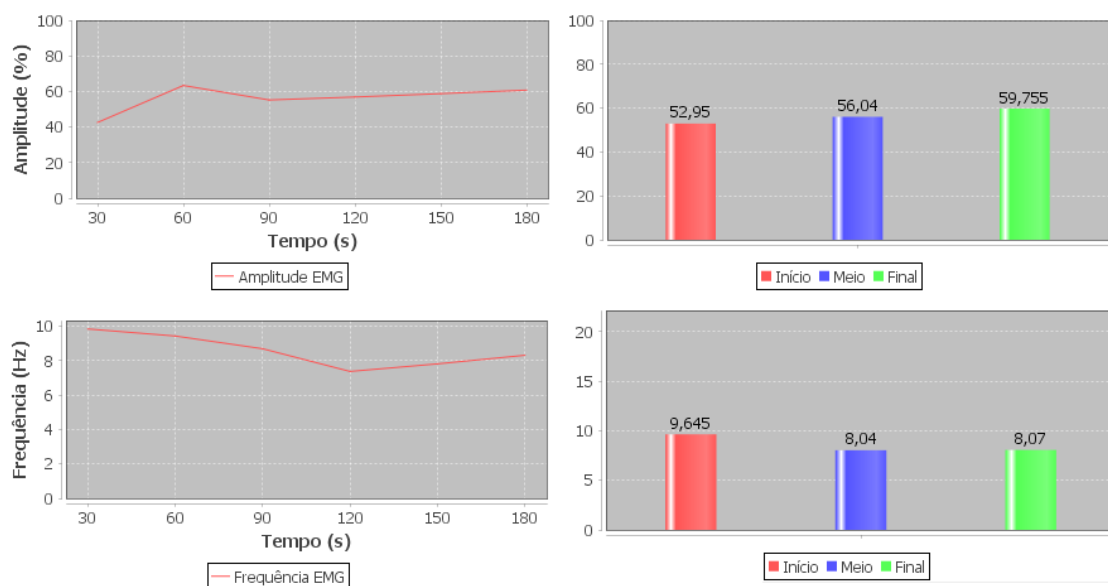 Amplitude (%)
100
80
60
40
20
0
30 60 90 120 150 180
Tempo (s)
Amplitude EMG
100
80
60
40
20
0
52,95
56,04
59,755
Início Meio Final
Frequência (Hz)
10
8
6
4
2
0
30 60 90 120 150 180
Tempo (s)
Frequência EMG
20
15
10
5
0
9,645
8,04
8,07
Início Meio Final